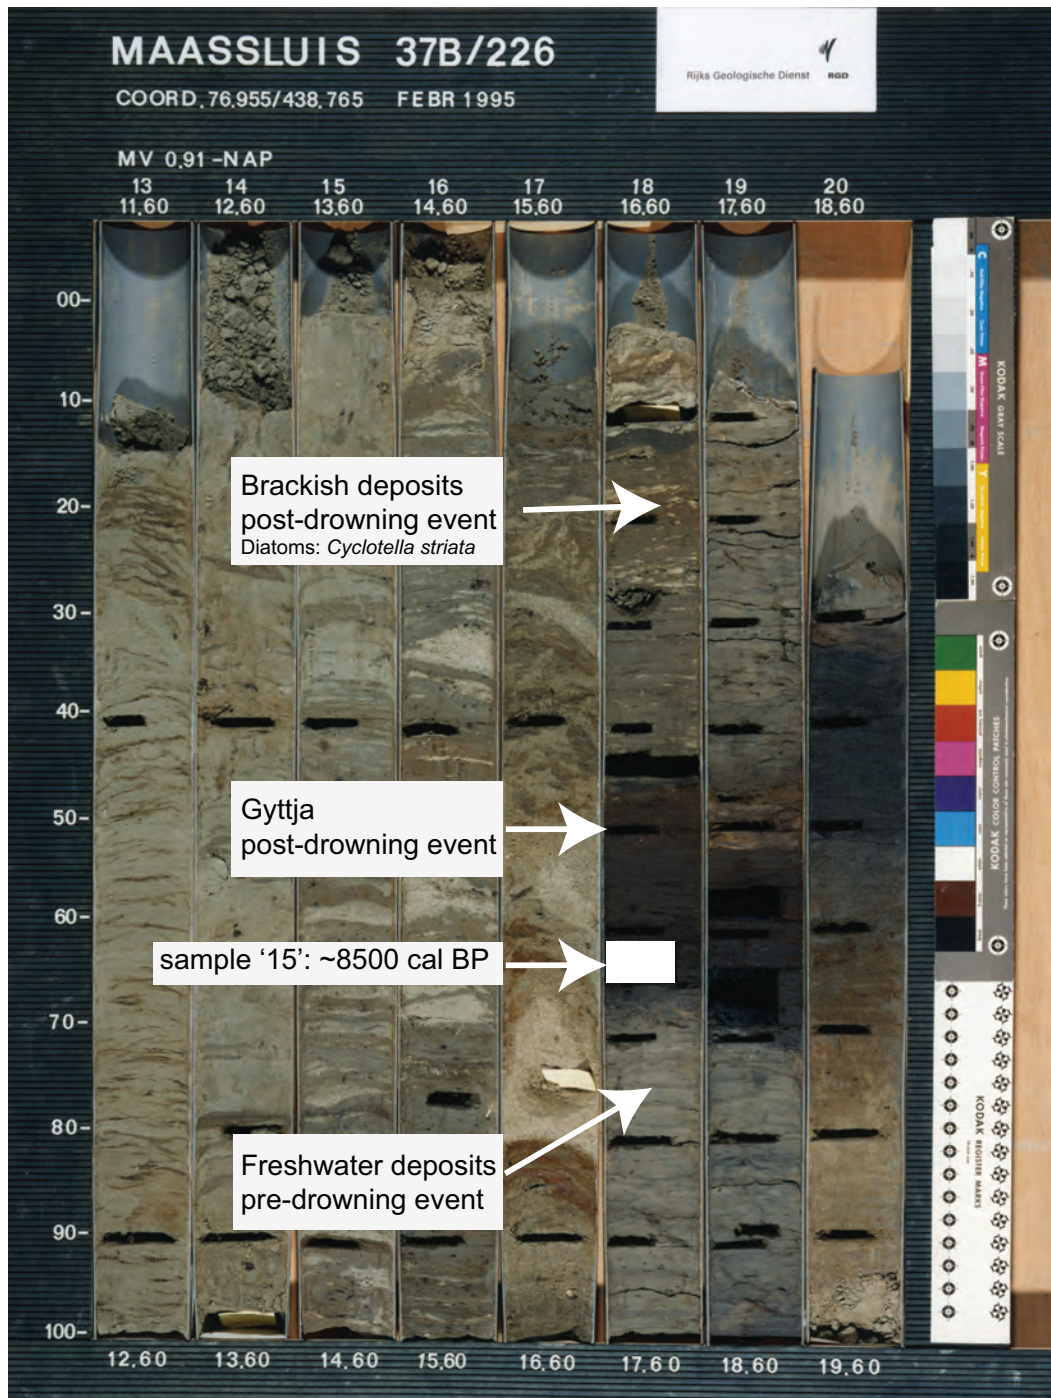 MAASSLUIS 37B/226
COORD. 76.955/438.765 FEBR 1995
Rijks Geologische Dienst RGD
MV 0,91 -NAP
13 14 15 16 17 18 19 20
11,60 12,60 13,60 14,60 15,60 16,60 17,60 18,60
00-
10-
20-
30-
40-
50-
60-
70-
80-
90-
100-
Brackish deposits
post-drowning event
Diatoms: Cyclotella striata
Gyttja
post-drowning event
sample ‘15’: ~8500 cal BP
Freshwater deposits
pre-drowning event
12,60 13,60 14,60 15,60 16,60 17,60 18,60 19,60
C
M
Y
KODAK GRAY SCALE
KODAK COLOR CONTROL PATCHES
KODAK REGISTER MARKS